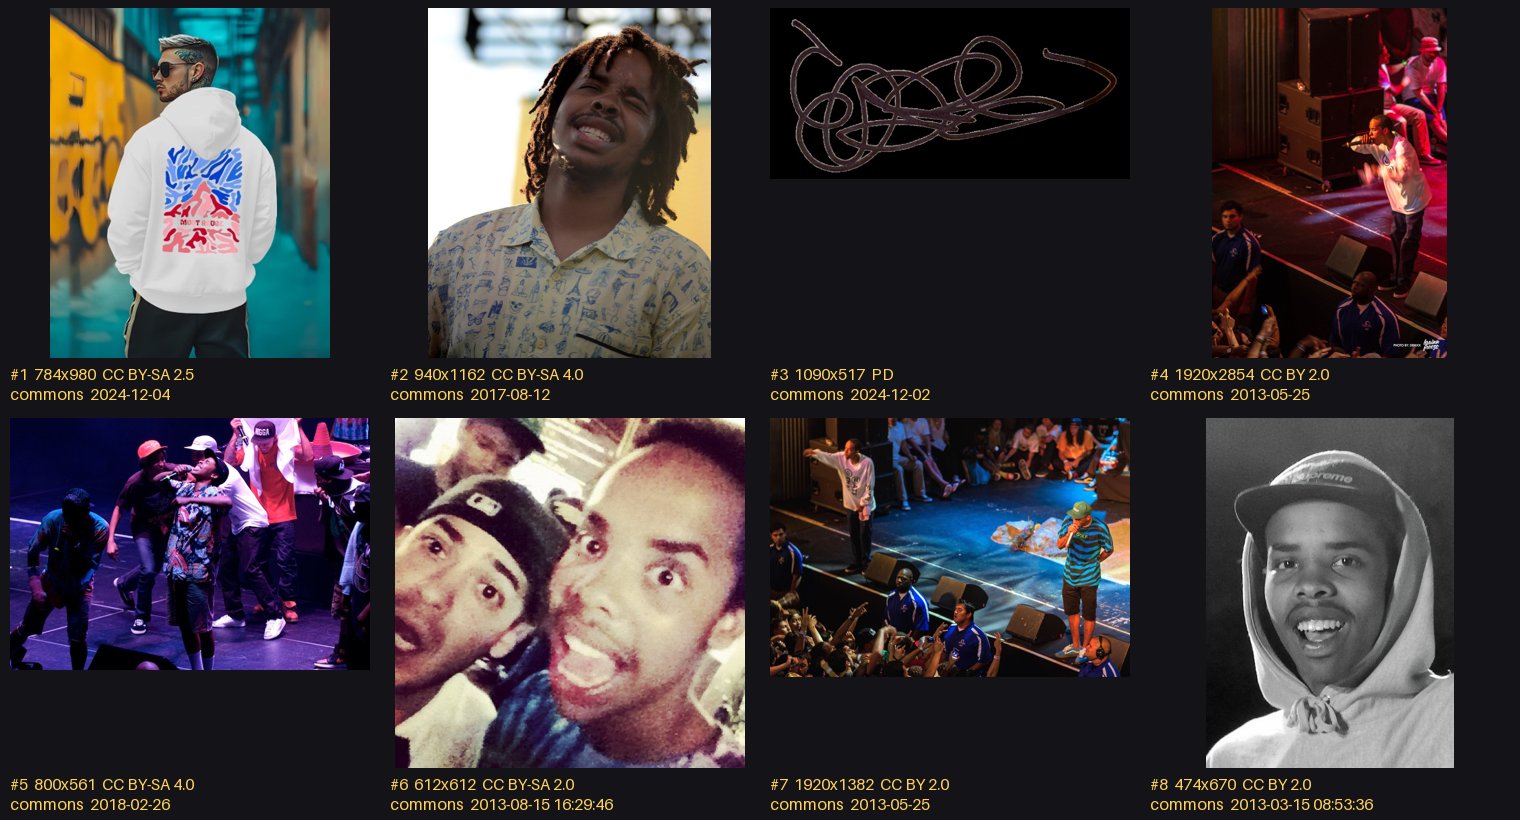 #1 784x980 CC BY-SA 2.5
commons 2024-12-04
#2 940x1162 CC BY-SA 4.0
commons 2017-08-12
#3 1090x517 PD
commons 2024-12-02
PHOTO BY:
#4 1920x2854 CC BY 2.0
commons 2013-05-25
#5 800x561 CC BY-SA 4.0
commons 2018-02-26
#6 612x612 CC BY-SA 2.0
commons 2013-08-15 16:29:46
#7 1920x1382 CC BY 2.0
commons 2013-05-25
Supreme
#8 474x670 CC BY 2.0
commons 2013-03-15 08:53:36